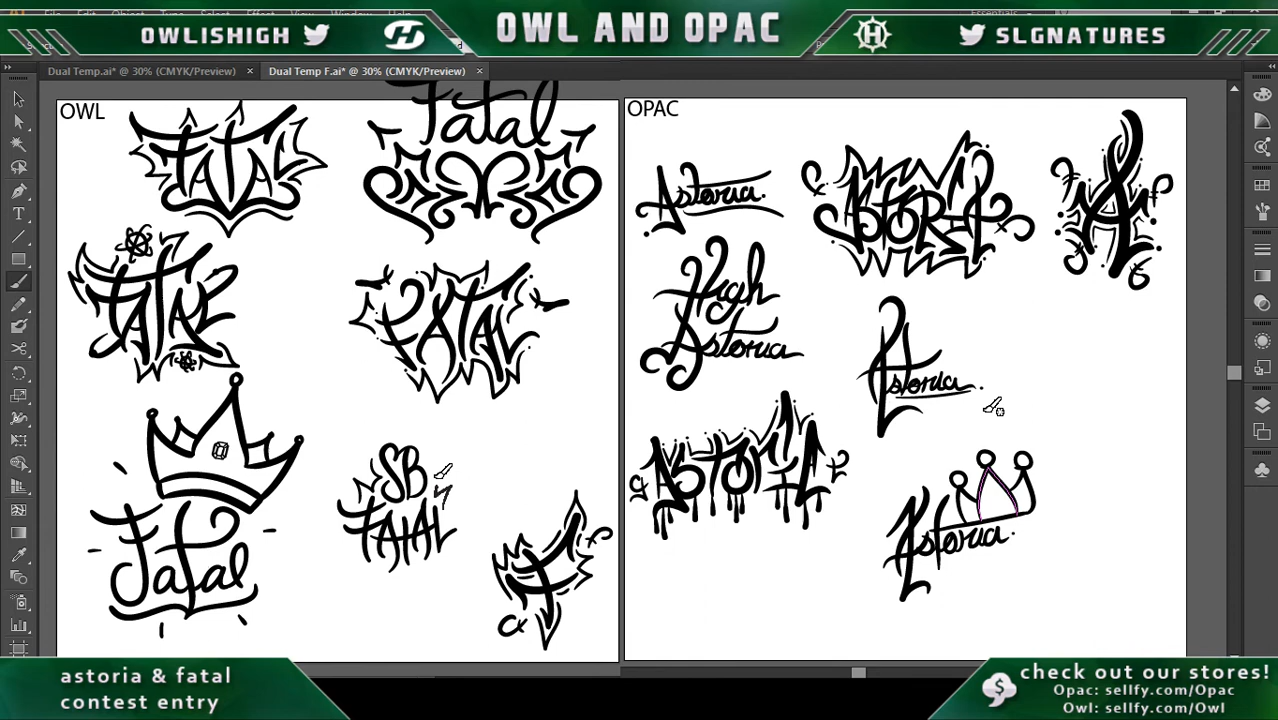 OWLISHIGH
OWL AND OPAC
SLGNATURES
Dual Temp.ai* @ 30% (CMYK/Preview)
Dual Temp F.ai* @ 30% (CMYK/Preview)
OWL
OPAC
FATAL
Fatal
FATAL
FATAL
Fatal
SB
FATAL
F
Astoria.
ASTORIA
A
High
Astoria
Astoria.
ASTORIA
Astoria.
astoria & fatal
contest entry
check out our stores!
Opac: sellfy.com/Opac
Owl: sellfy.com/Owl